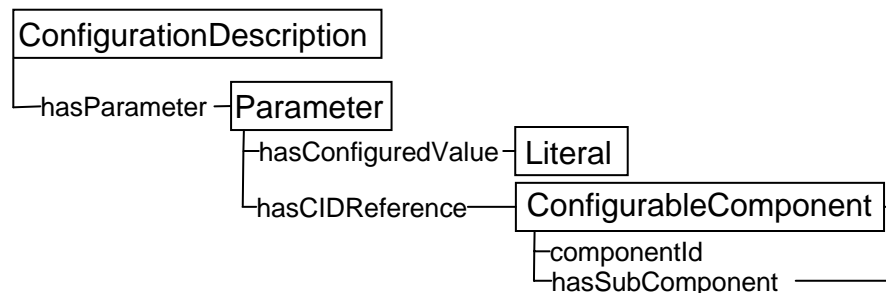 ConfigurationDescription
hasParameter
Parameter
hasConfiguredValue
Literal
hasCIDReference
ConfigurableComponent
componentId
hasSubComponent